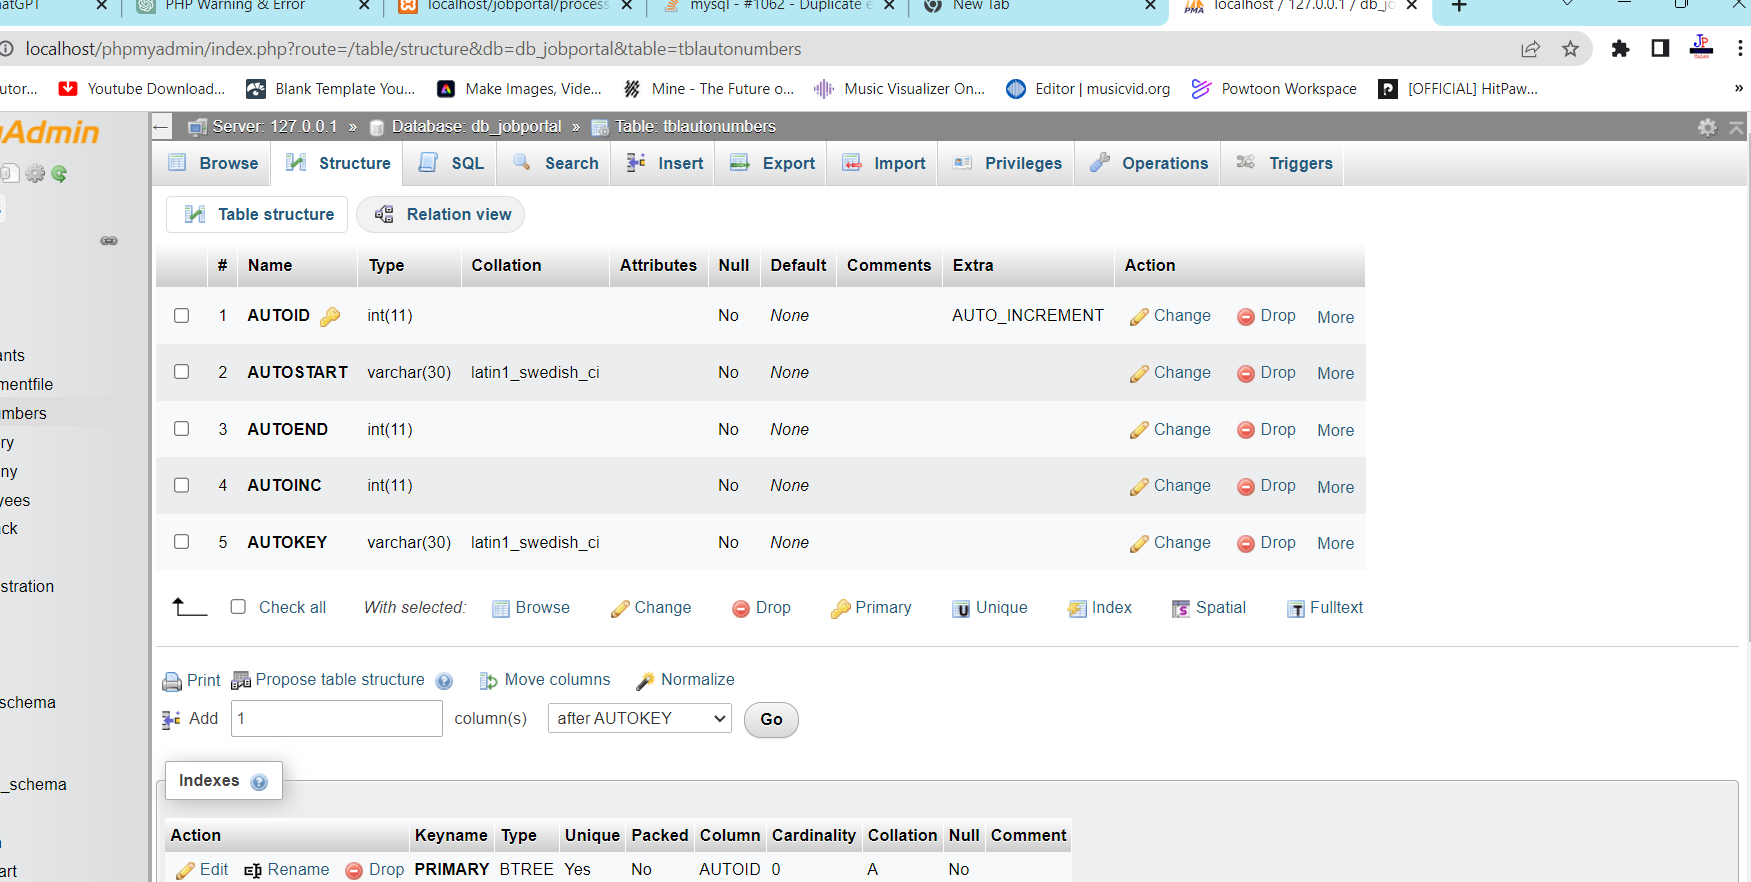 atGPT
PHP Warning & Error
localhost/jobportal/process
mysql - #1062 - Duplicate e
New Tab
localhost / 127.0.0.1 / db_jo
localhost/phpmyadmin/index.php?route=/table/structure&db=db_jobportal&table=tblautonumbers
utor...
Youtube Download...
Blank Template You...
Make Images, Vide...
Mine - The Future o...
Music Visualizer On...
Editor | musicvid.org
Powtoon Workspace
[OFFICIAL] HitPaw...
»
Admin
Server: 127.0.0.1 » Database: db_jobportal » Table: tblautonumbers
Browse Structure SQL Search Insert Export Import Privileges Operations Triggers
Table structure Relation view
# Name Type Collation Attributes Null Default Comments Extra Action
1 AUTOID int(11) No None AUTO_INCREMENT Change Drop More
2 AUTOSTART varchar(30) latin1_swedish_ci No None Change Drop More
3 AUTOEND int(11) No None Change Drop More
4 AUTOINC int(11) No None Change Drop More
5 AUTOKEY varchar(30) latin1_swedish_ci No None Change Drop More
Check all With selected: Browse Change Drop Primary Unique Index Spatial Fulltext
Print Propose table structure Move columns Normalize
Add 1 column(s) after AUTOKEY Go
Indexes
Action Keyname Type Unique Packed Column Cardinality Collation Null Comment
Edit Rename Drop PRIMARY BTREE Yes No AUTOID 0 A No
ants
mentfile
mbers
ry
ny
yees
ack
stration
schema
_schema
art